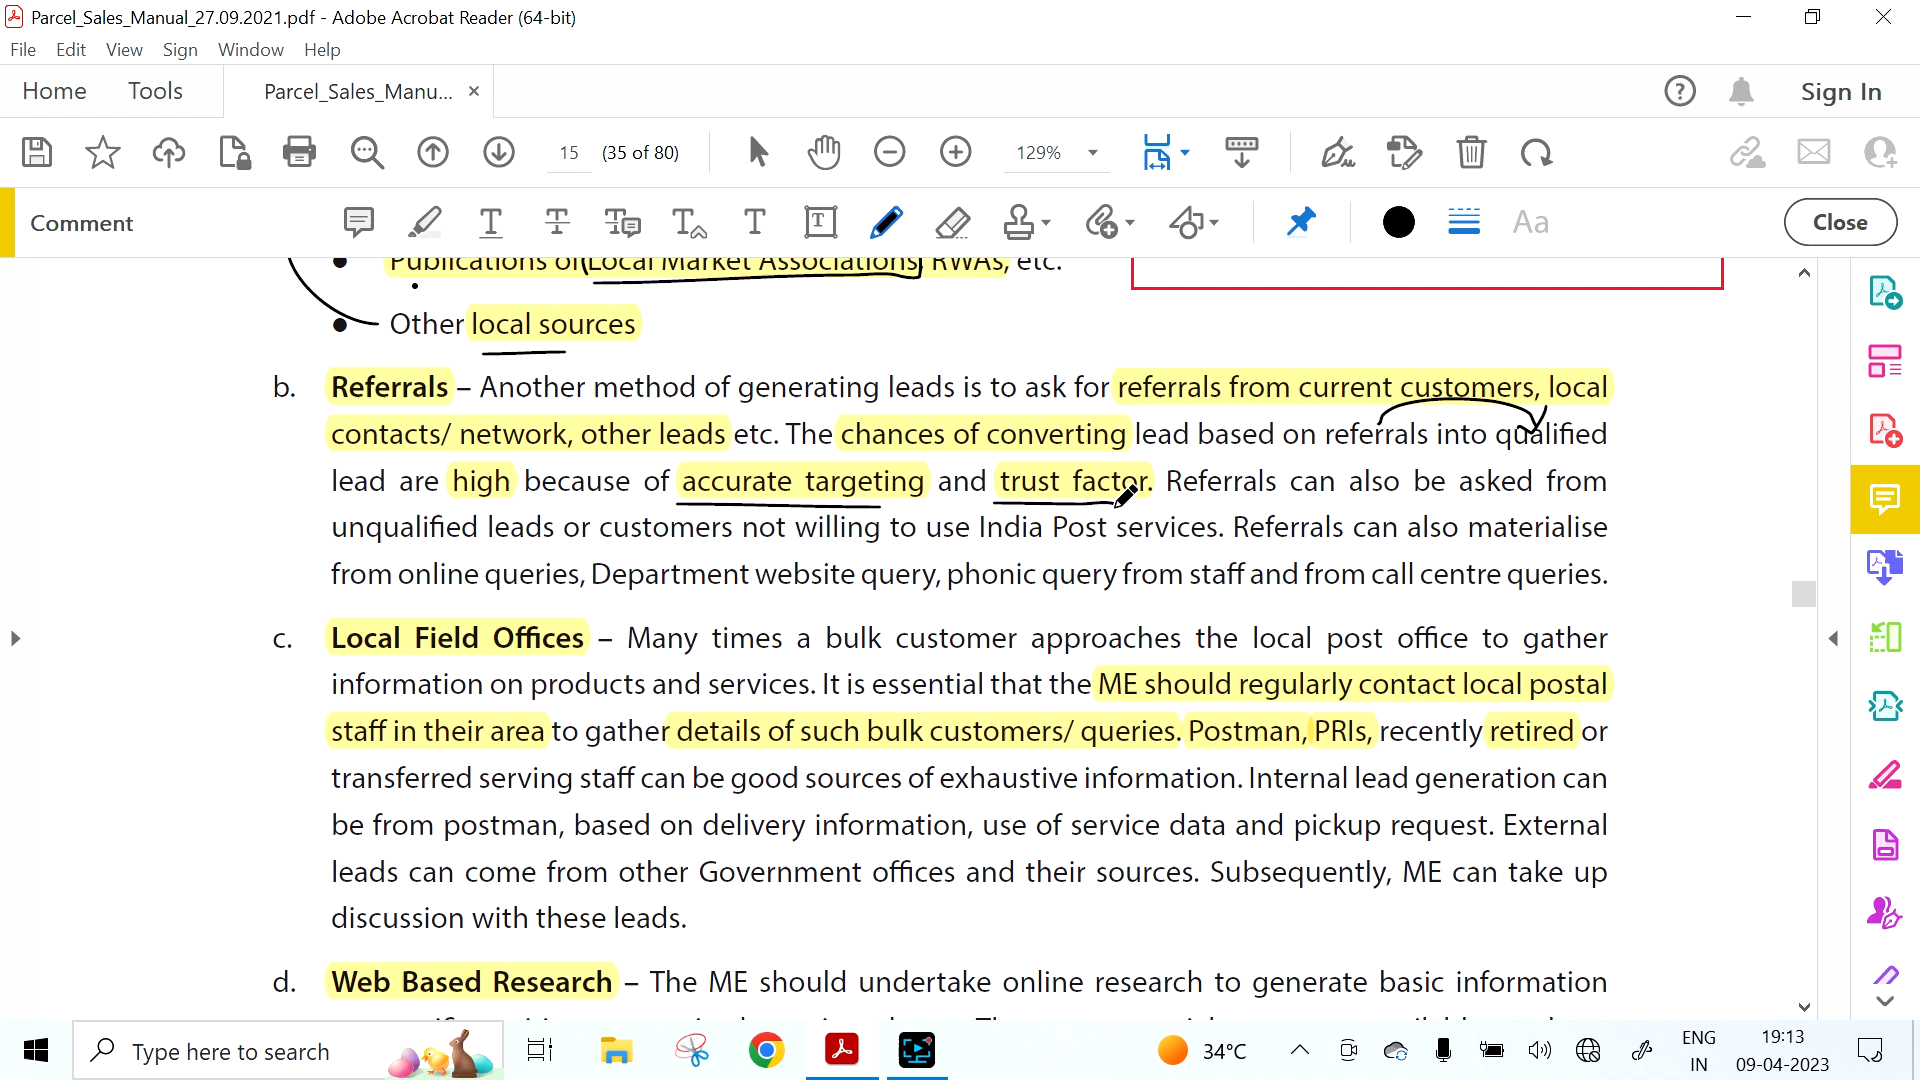 Parcel_Sales_Manual_27.09.2021.pdf - Adobe Acrobat Reader (64-bit)
File Edit View Sign Window Help
Home Tools Parcel_Sales_Manu... × Sign In
15 (35 of 80) 129%
Comment Aa Close
• Publications of Local Market Associations, RWAs, etc.
• Other local sources
b. Referrals – Another method of generating leads is to ask for referrals from current customers, local
contacts/ network, other leads etc. The chances of converting lead based on referrals into qualified
lead are high because of accurate targeting and trust factor. Referrals can also be asked from
unqualified leads or customers not willing to use India Post services. Referrals can also materialise
from online queries, Department website query, phonic query from staff and from call centre queries.
c. Local Field Offices – Many times a bulk customer approaches the local post office to gather
information on products and services. It is essential that the ME should regularly contact local postal
staff in their area to gather details of such bulk customers/ queries. Postman, PRIs, recently retired or
transferred serving staff can be good sources of exhaustive information. Internal lead generation can
be from postman, based on delivery information, use of service data and pickup request. External
leads can come from other Government offices and their sources. Subsequently, ME can take up
discussion with these leads.
d. Web Based Research – The ME should undertake online research to generate basic information
Type here to search 34°C ENG 19:13
IN 09-04-2023